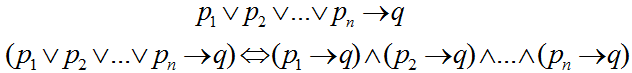 p₁ ∨ p₂ ∨ ... ∨ pₙ → q
(p₁ ∨ p₂ ∨ ... ∨ pₙ → q) ⇔ (p₁ → q) ∧ (p₂ → q) ∧ ... ∧ (pₙ → q)